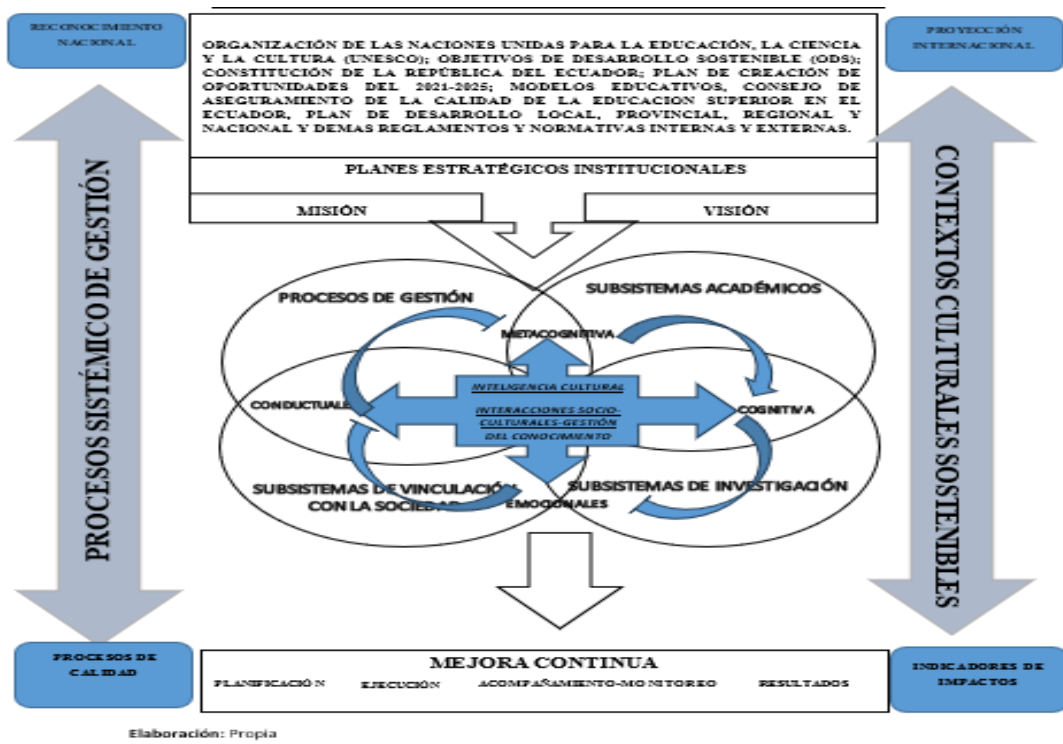 RECONOCIMIENTO
NACIONAL
PROYECCIÓN
INTERNACIONAL
ORGANIZACIÓN DE LAS NACIONES UNIDAS PARA LA EDUCACIÓN, LA CIENCIA
Y LA CULTURA (UNESCO); OBJETIVOS DE DESARROLLO SOSTENIBLE (ODS);
CONSTITUCIÓN DE LA REPÚBLICA DEL ECUADOR; PLAN DE CREACIÓN DE
OPORTUNIDADES DEL 2021-2025; MODELOS EDUCATIVOS, CONSEJO DE
ASEGURAMIENTO DE LA CALIDAD DE LA EDUCACION SUPERIOR EN EL
ECUADOR, PLAN DE DESARROLLO LOCAL, PROVINCIAL, REGIONAL Y
NACIONAL Y DEMAS REGLAMENTOS Y NORMATIVAS INTERNAS Y EXTERNAS.
PLANES ESTRATÉGICOS INSTITUCIONALES
MISIÓN
VISIÓN
PROCESOS SISTÉMICO DE GESTIÓN
CONTEXTOS CULTURALES SOSTENIBLES
PROCESOS DE GESTIÓN
SUBSISTEMAS ACADÉMICOS
METACOGNITIVA
INTELIGENCIA CULTURAL
INTERACCIONES SOCIO-
CULTURALES-GESTIÓN
DEL CONOCIMIENTO
CONDUCTUALES
COGNITIVA
SUBSISTEMAS DE VINCULACIÓN
CON LA SOCIEDAD
SUBSISTEMAS DE INVESTIGACIÓN
EMOCIONALES
PROCESOS DE
CALIDAD
MEJORA CONTINUA
PLANIFICACIÓN EJECUCIÓN ACOMPAÑAMIENTO-MONITOREO RESULTADOS
INDICADORES DE
IMPACTOS
Elaboración: Propia